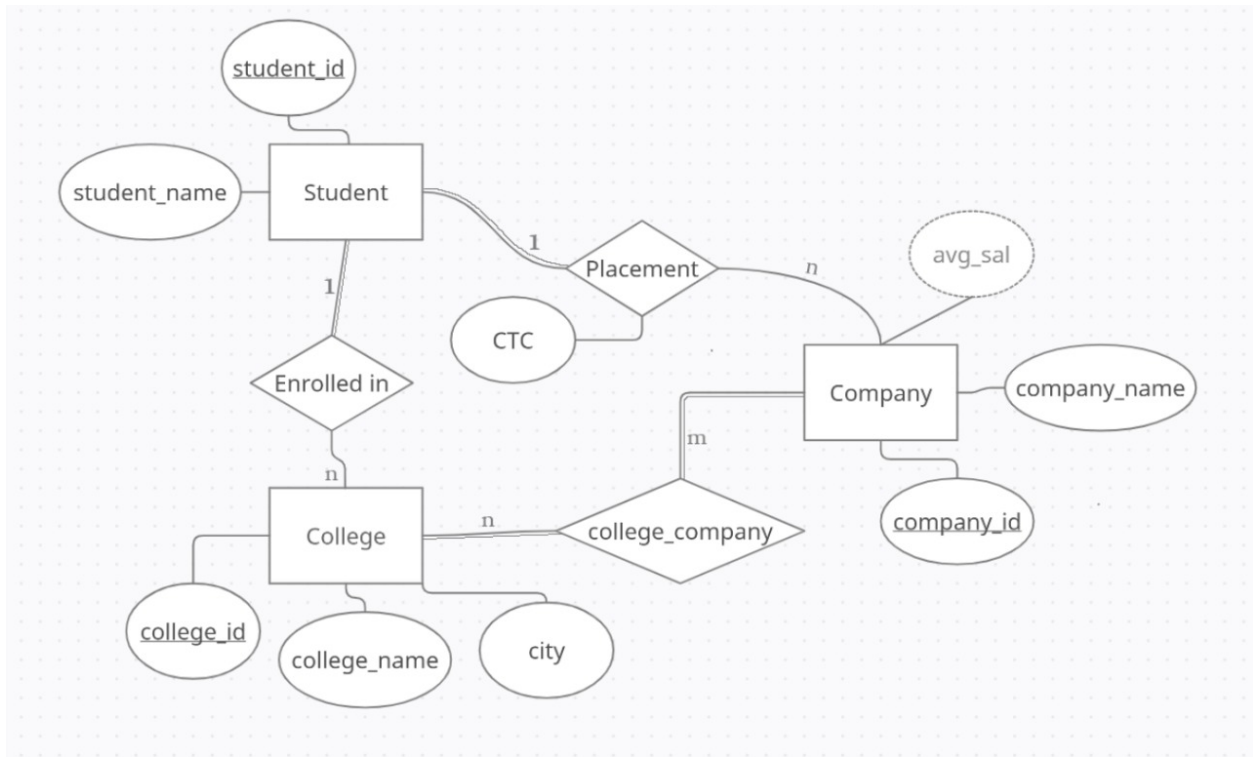 student_id
student_name
Student
1
Placement
n
avg_sal
1
CTC
Enrolled in
Company
company_name
m
n
College
n
college_company
company_id
college_id
college_name
city